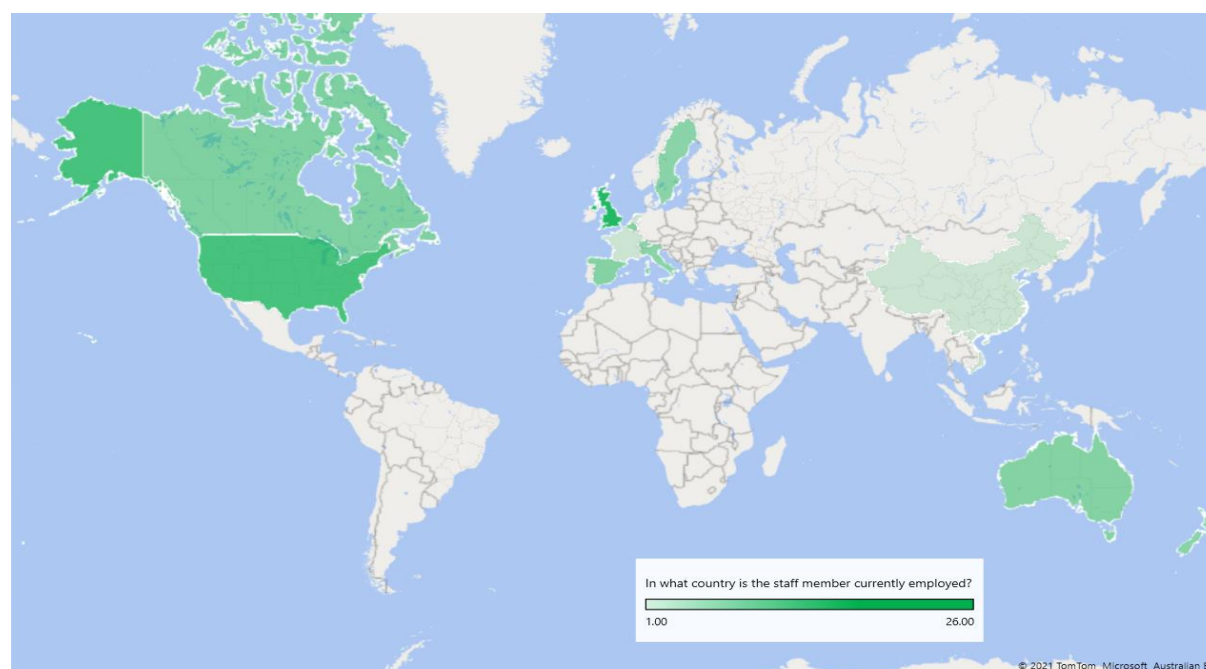 In what country is the staff member currently employed?
1.00 26.00
© 2021 TomTom, Microsoft, Australian